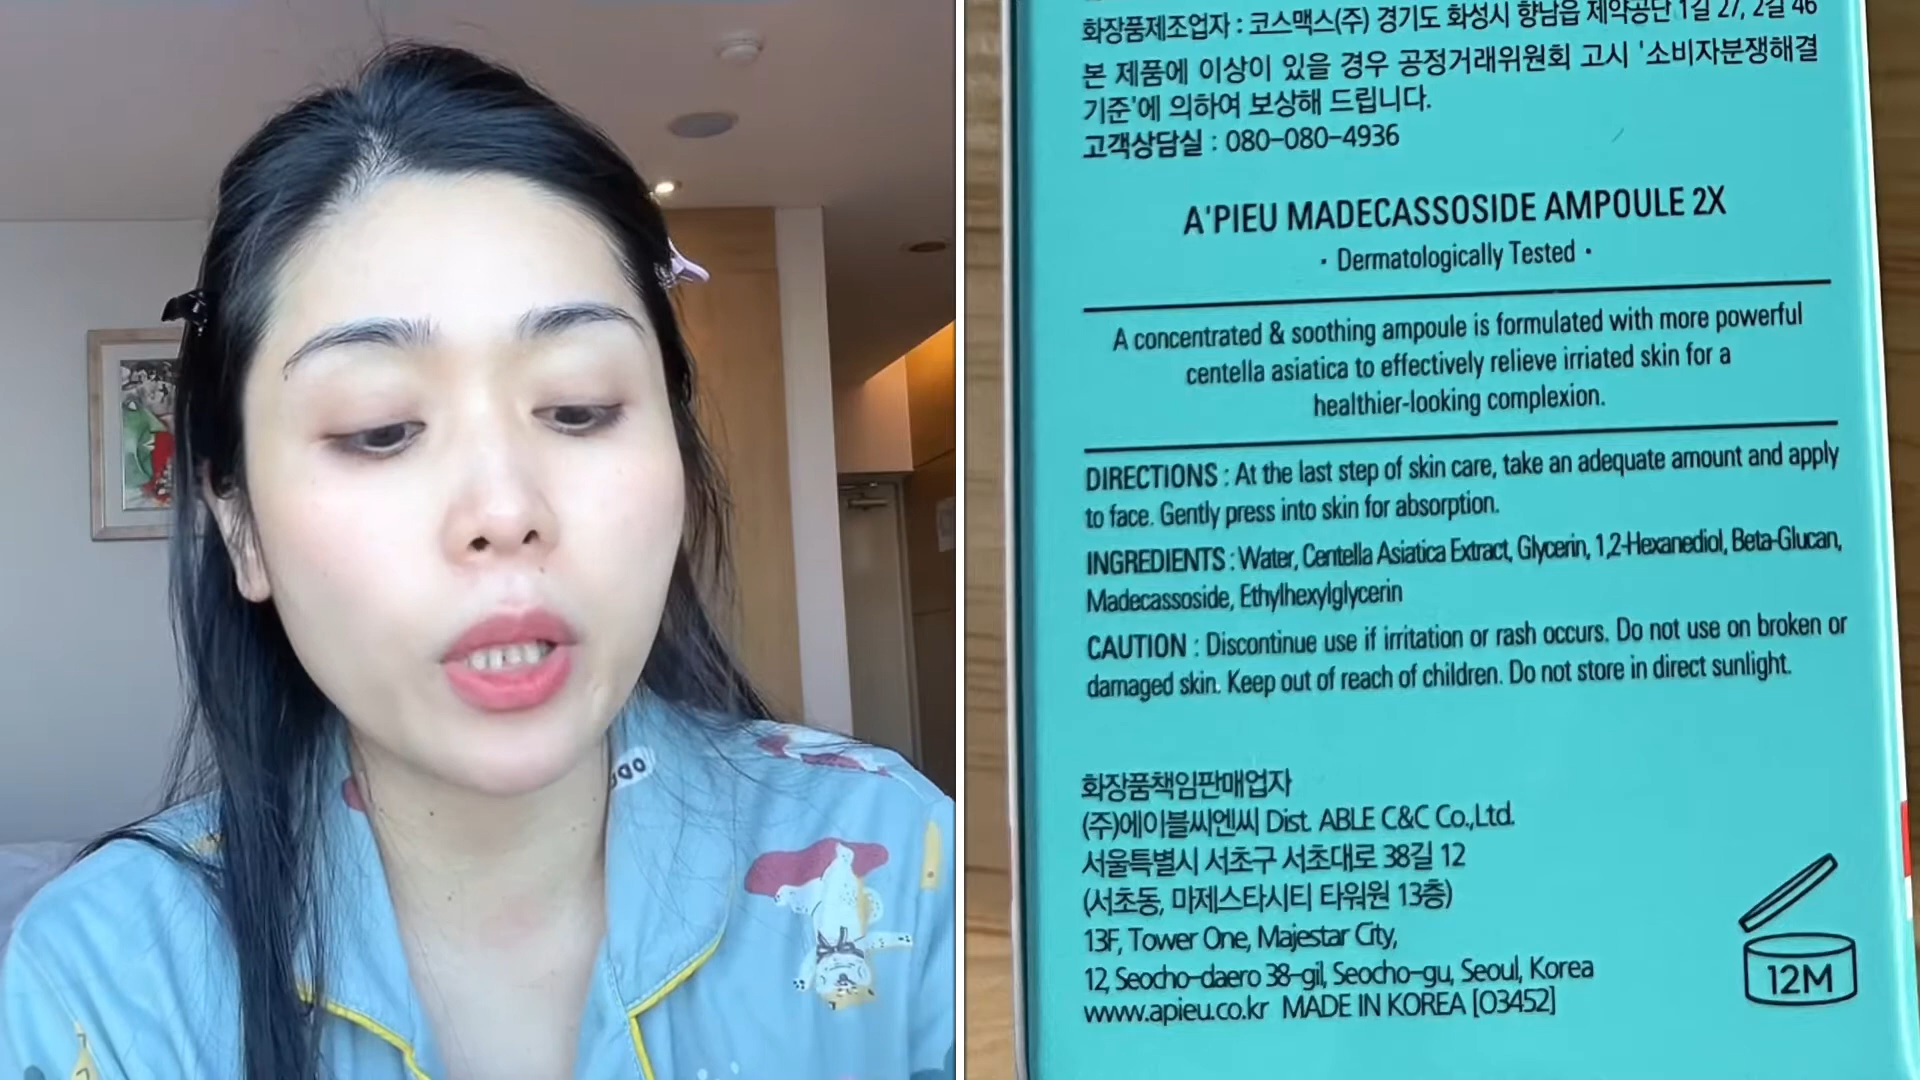 화장품제조업자 : 코스맥스(주) 경기도 화성시 향남읍 제약공단 1길 27, 2길 46
본 제품에 이상이 있을 경우 공정거래위원회 고시 '소비자분쟁해결
기준'에 의하여 보상해 드립니다.
고객상담실 : 080-080-4936
A'PIEU MADECASSOSIDE AMPOULE 2X
· Dermatologically Tested ·
A concentrated & soothing ampoule is formulated with more powerful
centella asiatica to effectively relieve irriated skin for a
healthier-looking complexion.
DIRECTIONS : At the last step of skin care, take an adequate amount and apply
to face. Gently press into skin for absorption.
INGREDIENTS : Water, Centella Asiatica Extract, Glycerin, 1,2-Hexanediol, Beta-Glucan,
Madecassoside, Ethylhexylglycerin
CAUTION : Discontinue use if irritation or rash occurs. Do not use on broken or
damaged skin. Keep out of reach of children. Do not store in direct sunlight.
화장품책임판매업자
(주)에이블씨엔씨 Dist. ABLE C&C Co.,Ltd.
서울특별시 서초구 서초대로 38길 12
(서초동, 마제스타시티 타워원 13층)
13F, Tower One, Majestar City,
12, Seocho-daero 38-gil, Seocho-gu, Seoul, Korea
www.apieu.co.kr MADE IN KOREA [O3452]
12M